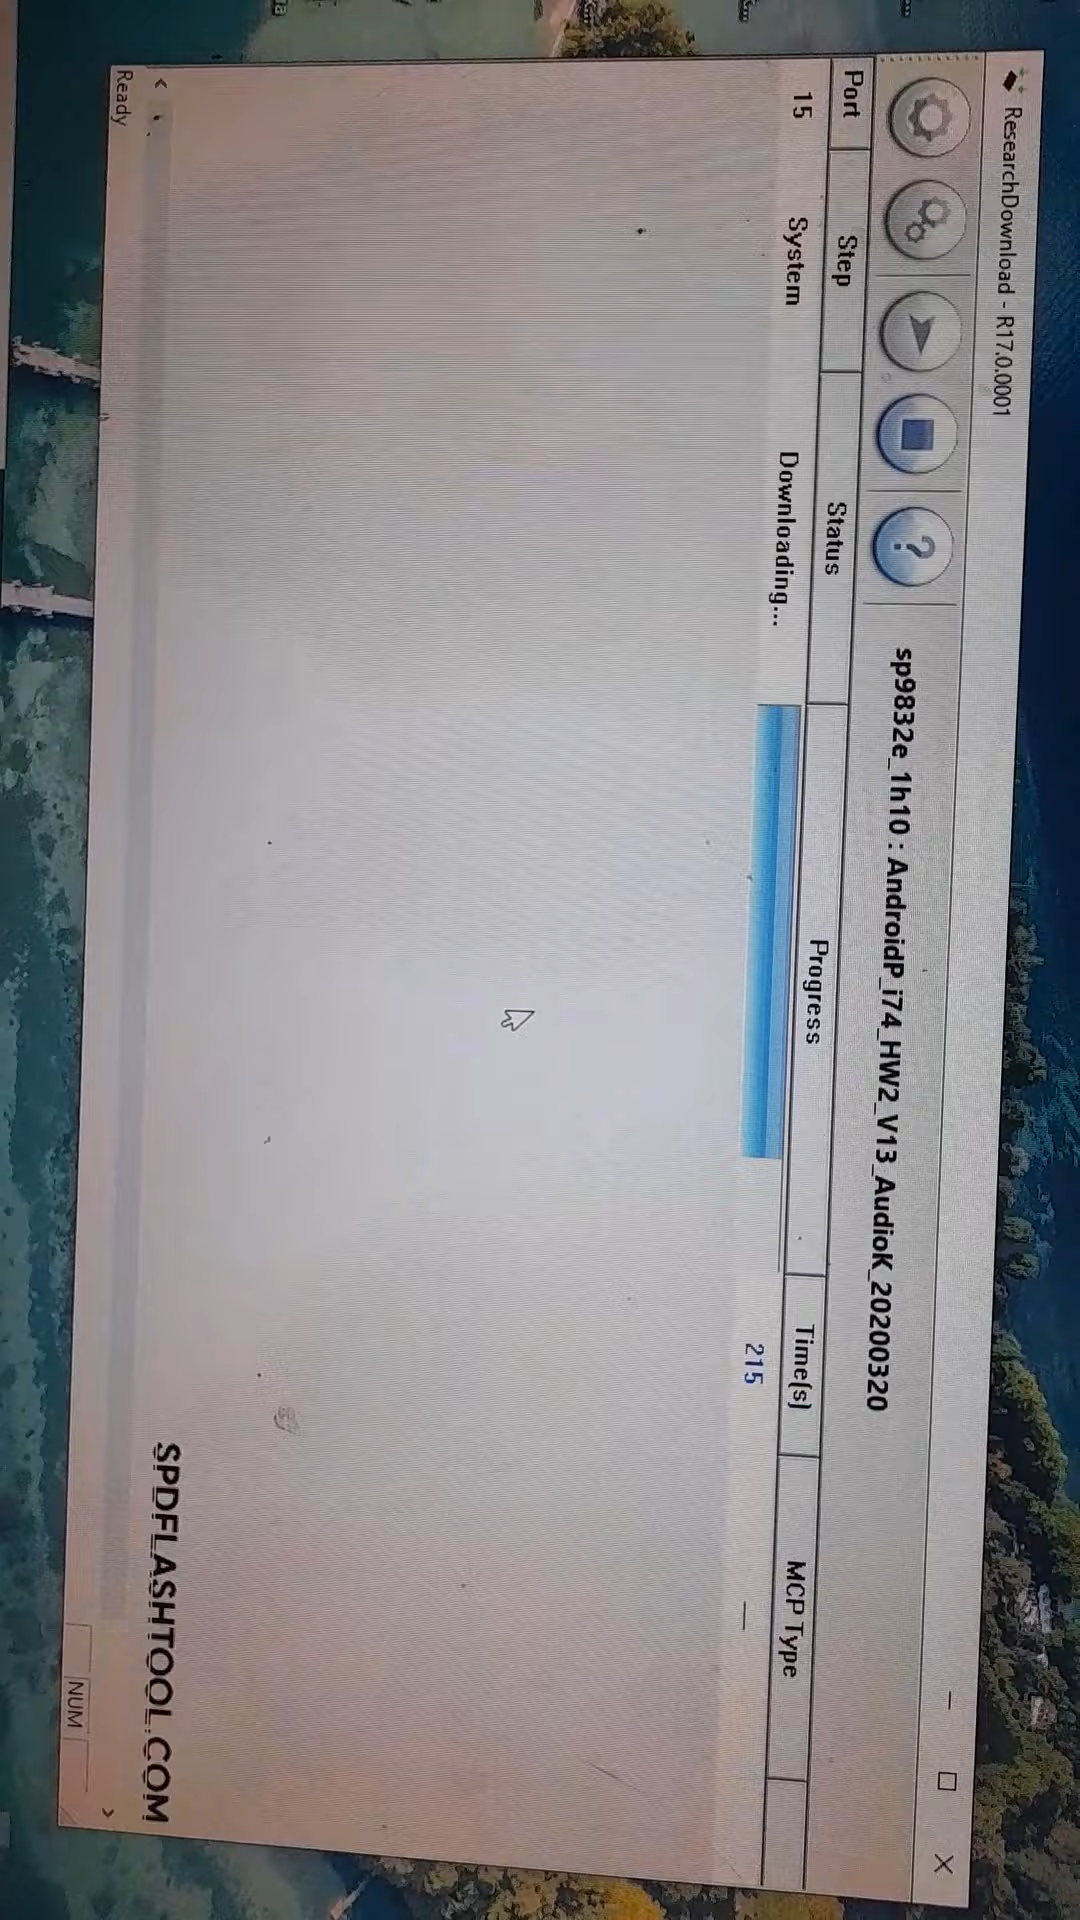 ResearchDownload - R17.0.0001
sp9832e_1h10 : AndroidP_i74_HW2_V13_AudioK_20200320
Port Step Status Progress Time(s) MCP Type
15 System Downloading... 215
SPDFLASHTOOL.COM
Ready NUM